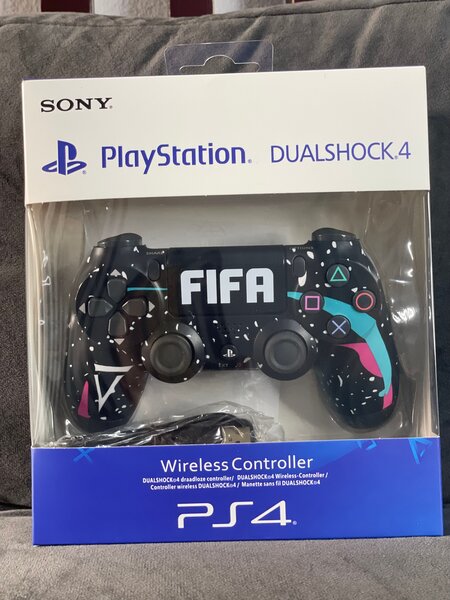 SONY
PlayStation® DUALSHOCK®4
FIFA
Wireless Controller
DUALSHOCK®4 draadloze controller/ DUALSHOCK®4 Wireless-Controller /
Controller wireless DUALSHOCK®4 / Manette sans fil DUALSHOCK®4
PS4®